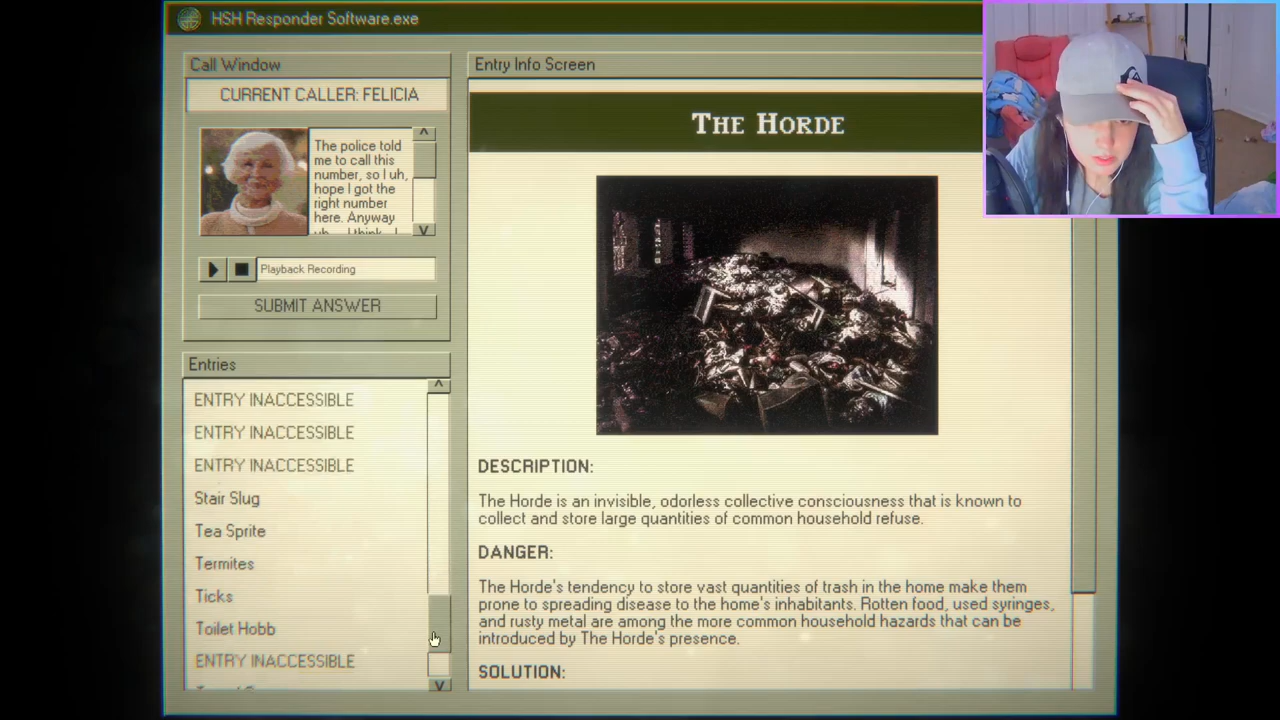 HSH Responder Software.exe
Call Window
CURRENT CALLER: FELICIA
The police told
me to call this
number, so I uh,
hope I got the
right number
here. Anyway
Playback Recording
SUBMIT ANSWER
Entries
ENTRY INACCESSIBLE
ENTRY INACCESSIBLE
ENTRY INACCESSIBLE
Stair Slug
Tea Sprite
Termites
Ticks
Toilet Hobb
ENTRY INACCESSIBLE
Entry Info Screen
THE HORDE
DESCRIPTION:
The Horde is an invisible, odorless collective consciousness that is known to
collect and store large quantities of common household refuse.
DANGER:
The Horde's tendency to store vast quantities of trash in the home make them
prone to spreading disease to the home's inhabitants. Rotten food, used syringes,
and rusty metal are among the more common household hazards that can be
introduced by The Horde's presence.
SOLUTION: